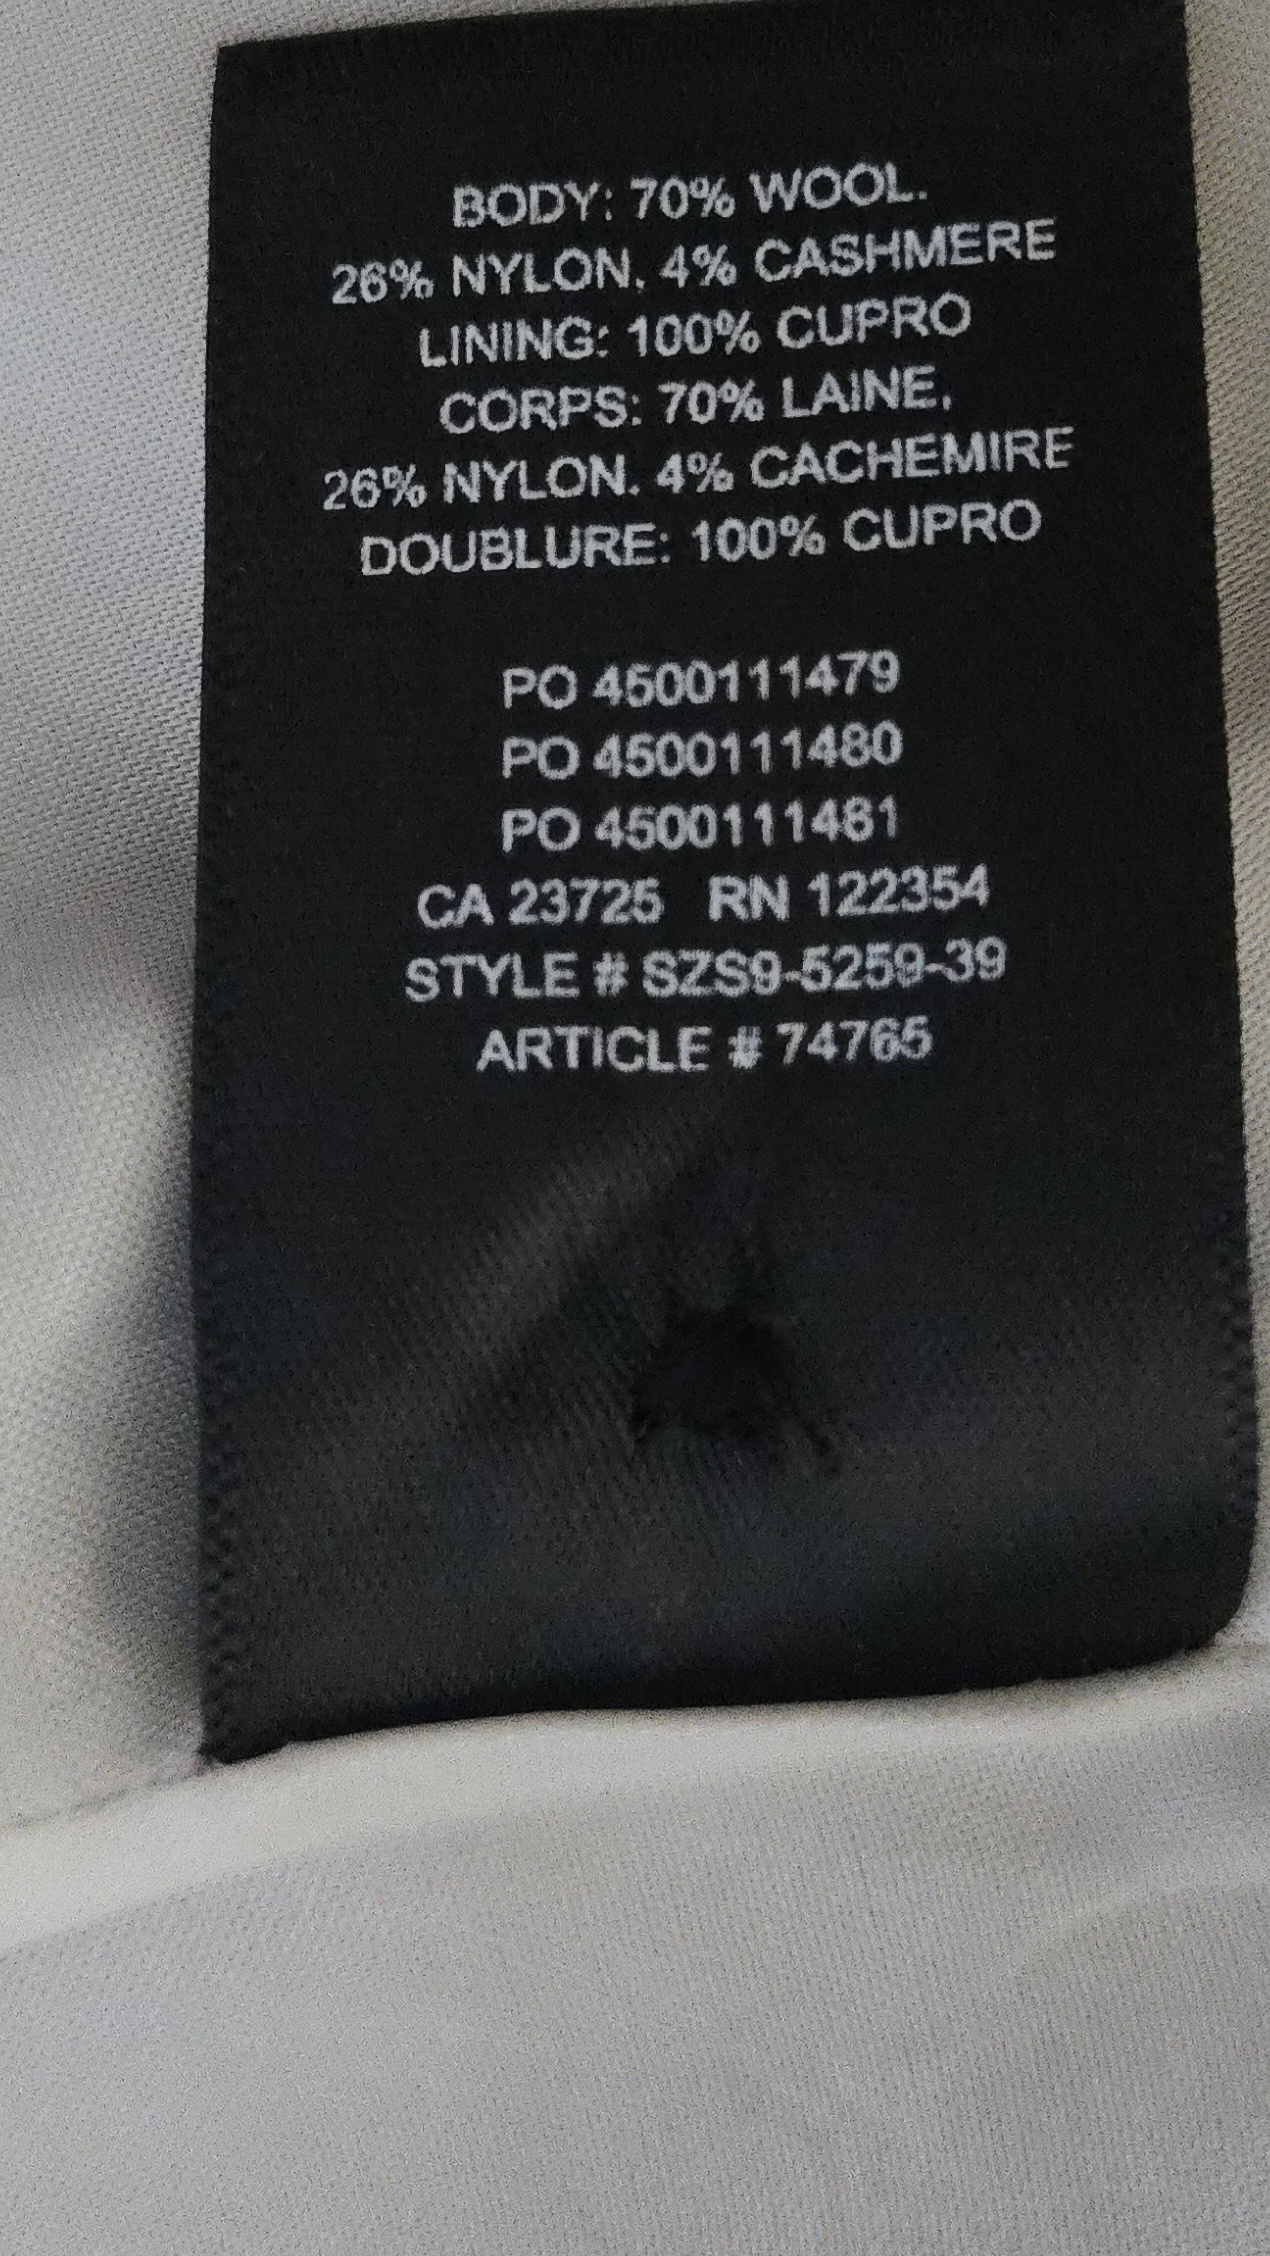 BODY: 70% WOOL.
26% NYLON. 4% CASHMERE
LINING: 100% CUPRO
CORPS: 70% LAINE,
26% NYLON. 4% CACHEMIRE
DOUBLURE: 100% CUPRO
PO 4500111479
PO 4500111480
PO 4500111481
CA 23725 RN 122354
STYLE # SZS9-5259-39
ARTICLE # 74765